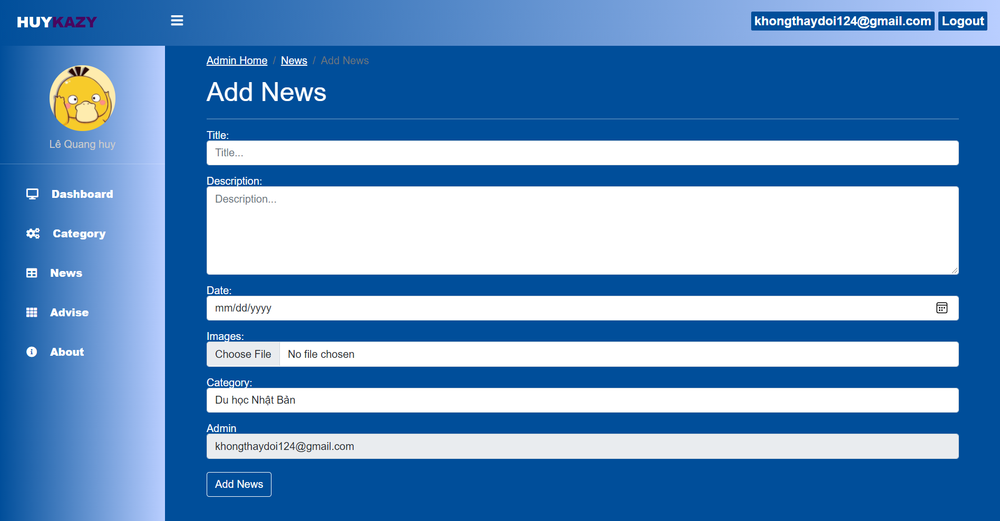 HUYKAZY
khongthaydoi124@gmail.com Logout
Lê Quang huy
Dashboard
Category
News
Advise
About
Admin Home / News / Add News
Add News
Title:
Title...
Description:
Description...
Date:
mm/dd/yyyy
Images:
Choose File No file chosen
Category:
Du học Nhật Bản
Admin
khongthaydoi124@gmail.com
Add News